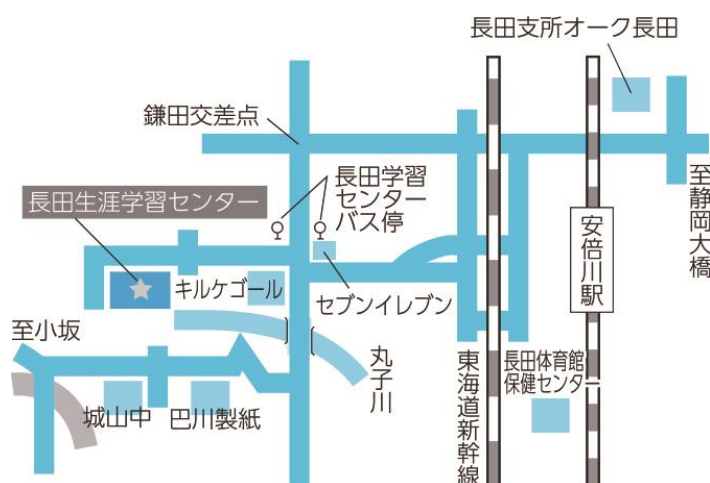 長田支所オーク長田
鎌田交差点
長田学習
センター
バス停
長田生涯学習センター
至静岡大橋
安倍川駅
キルケゴール
セブンイレブン
至小坂
丸子川
東海道新幹線
長田体育館
保健センター
城山中
巴川製紙